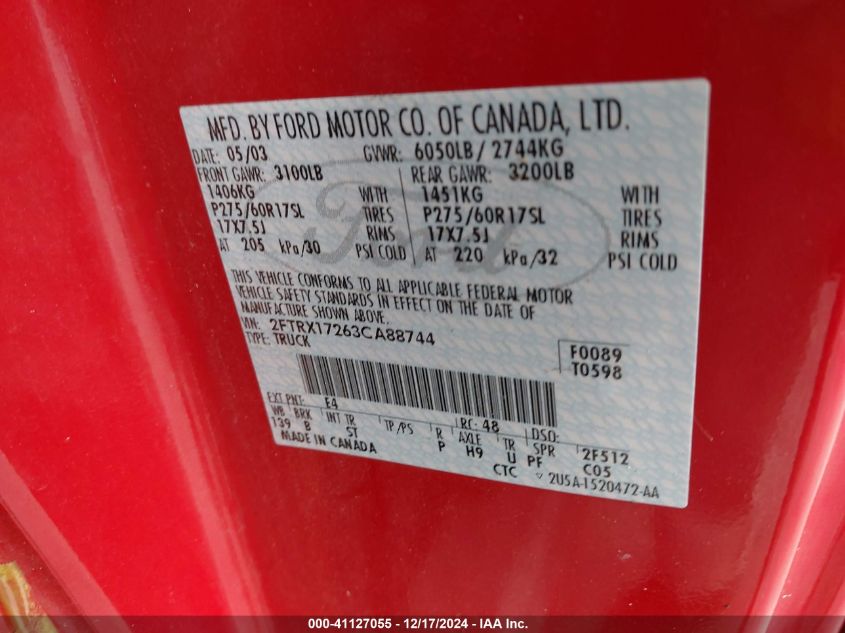 MFD. BY FORD MOTOR CO. OF CANADA, LTD.
DATE: 05/03 GVWR: 6050LB / 2744KG
FRONT GAWR: 3100LB REAR GAWR: 3200LB
1406KG WITH 1451KG WITH
P275/60R17SL TIRES P275/60R17SL TIRES
17X7.5J RIMS 17X7.5J RIMS
AT 205 kPa/30 PSI COLD AT 220 kPa/32 PSI COLD
Ford
THIS VEHICLE CONFORMS TO ALL APPLICABLE FEDERAL MOTOR
VEHICLE SAFETY STANDARDS IN EFFECT ON THE DATE OF
MANUFACTURE SHOWN ABOVE.
VIN: 2FTRX17263CA88744
TYPE: TRUCK
F0089
T0598
EXT PNT: E4 RC: 48 DSO:
WB BRK INT TR TP/PS R AXLE TR SPR 2F512
139 B ST P H9 U PF C05
MADE IN CANADA CTC 2U5A-1520472-AA
000-41127055 - 12/17/2024 - IAA Inc.